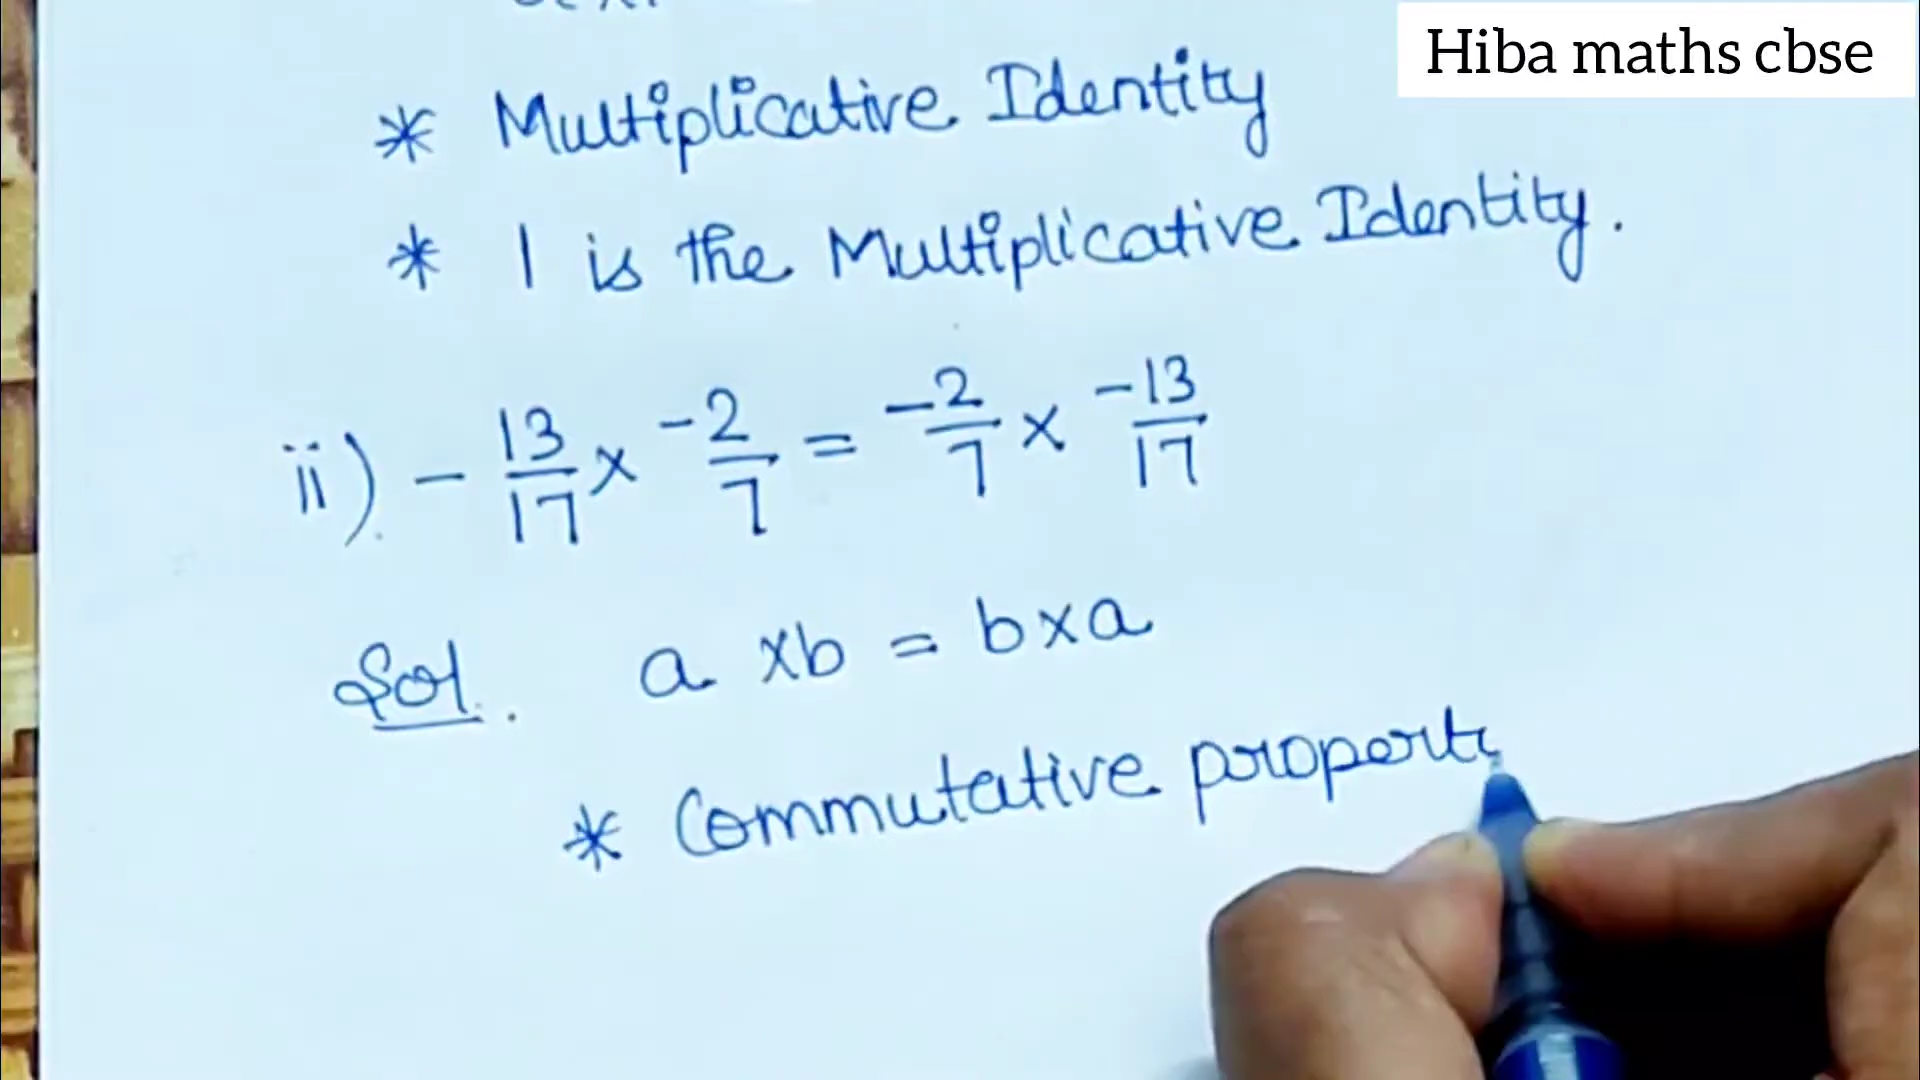 Hiba maths cbse
* Multiplicative Identity
* 1 is the Multiplicative Identity.
ii) - 13/17 × -2/7 = -2/7 × -13/17
Sol. a × b = b × a
* Commutative property